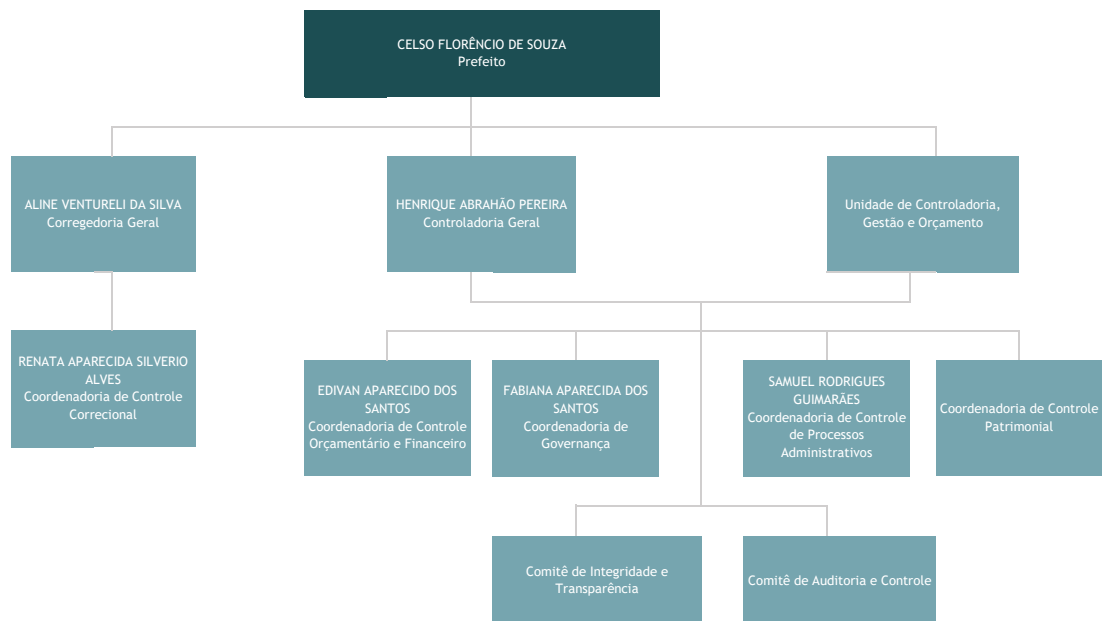 CELSO FLORÊNCIO DE SOUZA
Prefeito
ALINE VENTURELI DA SILVA
Corregedoria Geral
HENRIQUE ABRAHÃO PEREIRA
Controladoria Geral
Unidade de Controladoria,
Gestão e Orçamento
RENATA APARECIDA SILVERIO
ALVES
Coordenadoria de Controle
Correcional
EDIVAN APARECIDO DOS
SANTOS
Coordenadoria de Controle
Orçamentário e Financeiro
FABIANA APARECIDA DOS
SANTOS
Coordenadoria de
Governança
SAMUEL RODRIGUES
GUIMARÃES
Coordenadoria de Controle
de Processos
Administrativos
Coordenadoria de Controle
Patrimonial
Comitê de Integridade e
Transparência
Comitê de Auditoria e Controle